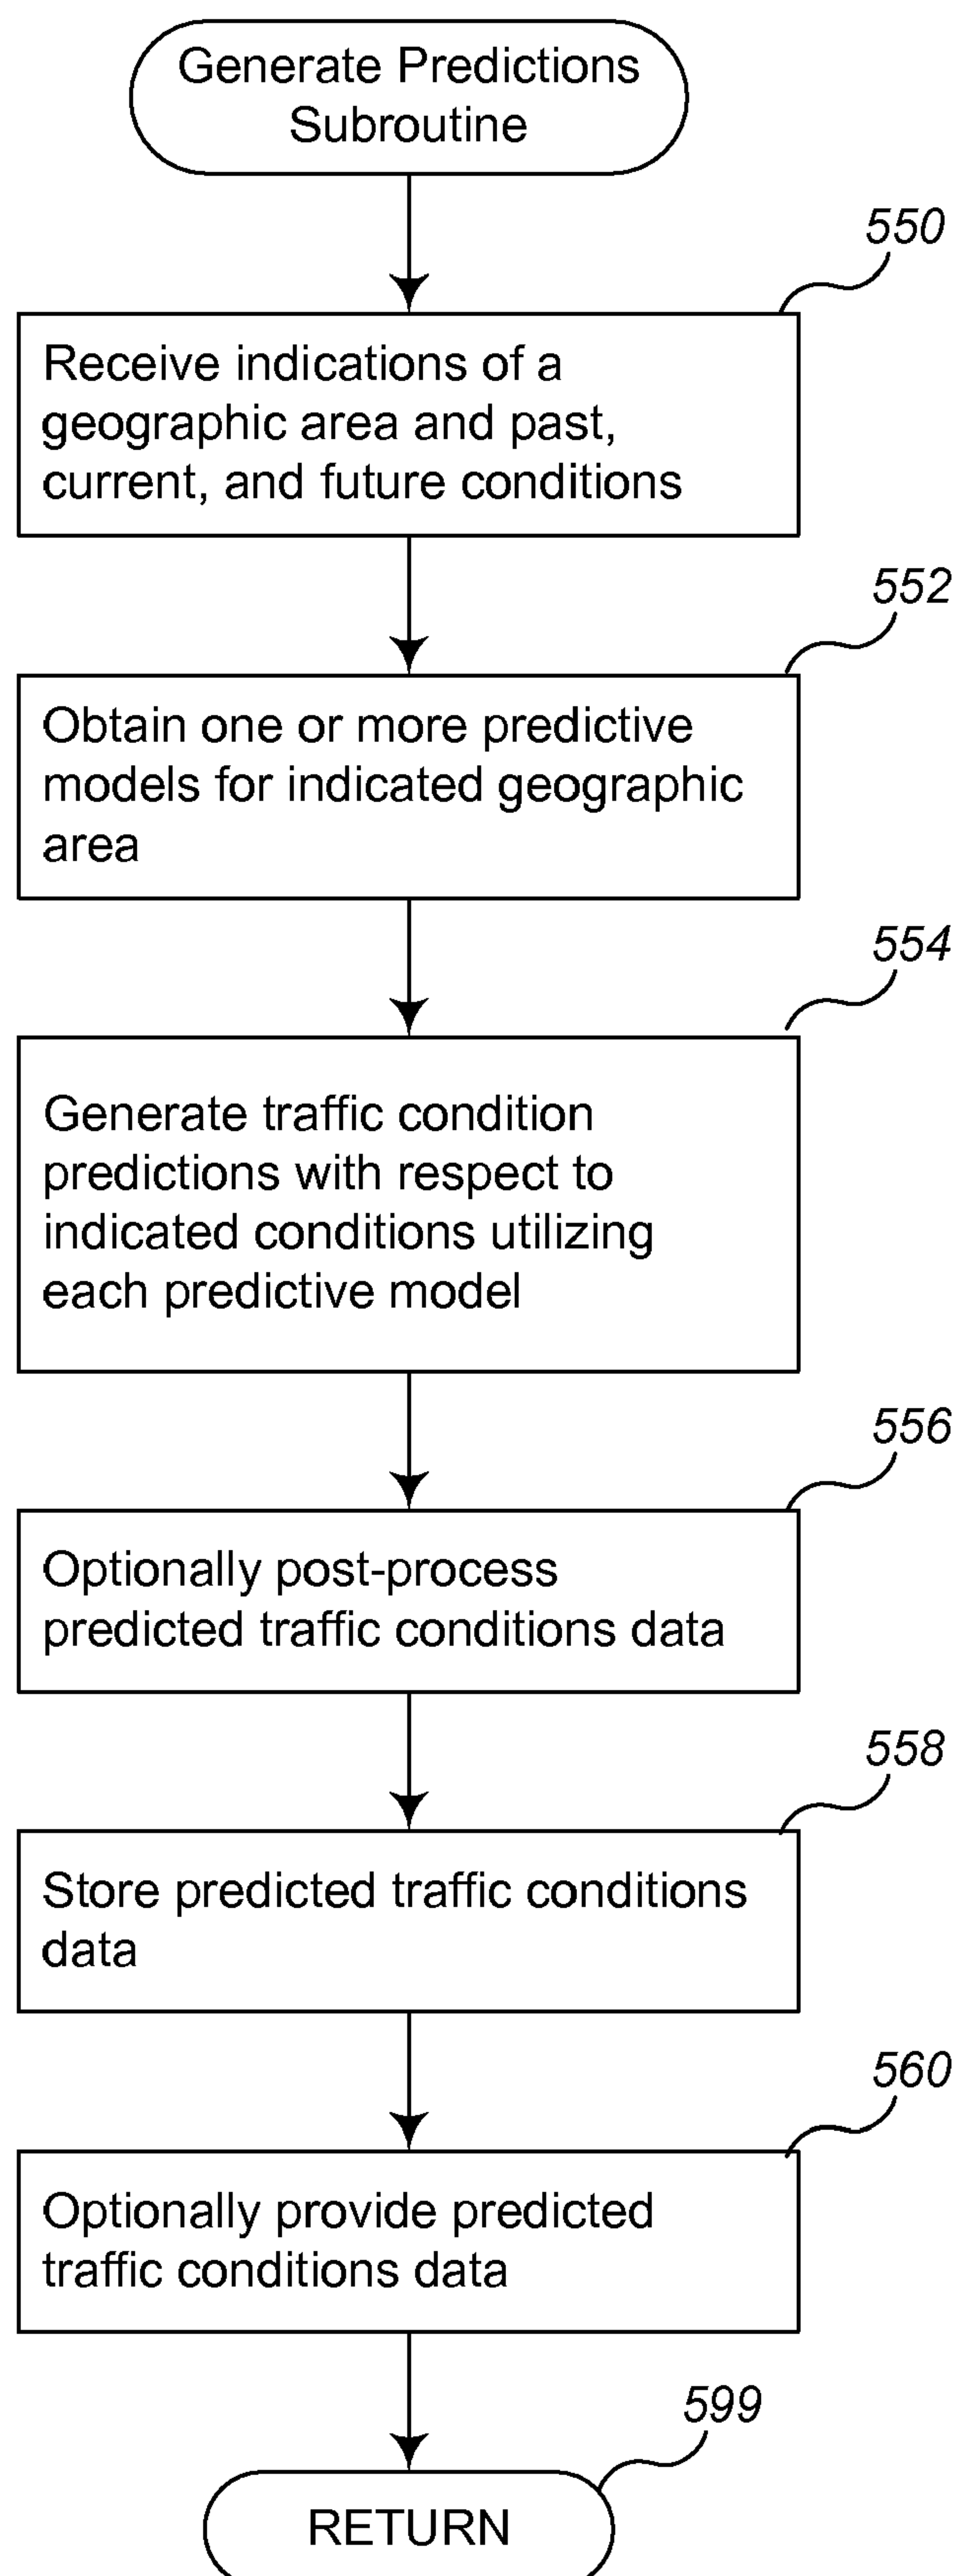 Generate Predictions
Subroutine
550
Receive indications of a
geographic area and past,
current, and future conditions
552
Obtain one or more predictive
models for indicated geographic
area
554
Generate traffic condition
predictions with respect to
indicated conditions utilizing
each predictive model
556
Optionally post-process
predicted traffic conditions data
558
Store predicted traffic conditions
data
560
Optionally provide predicted
traffic conditions data
599
RETURN